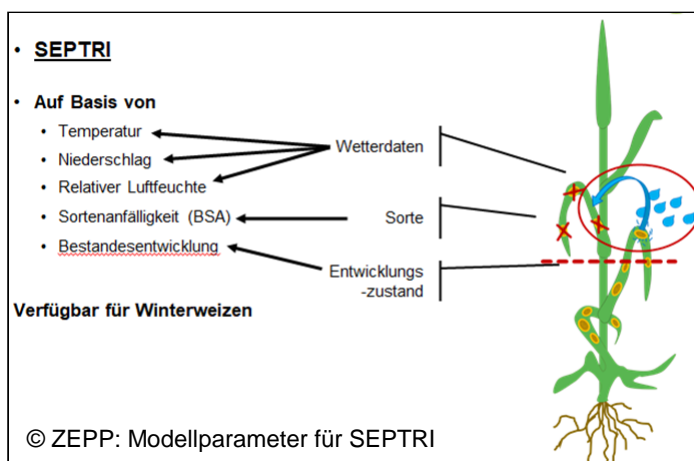 • SEPTRI
• Auf Basis von
• Temperatur
• Niederschlag
• Relativer Luftfeuchte
• Sortenanfälligkeit (BSA)
• Bestandesentwicklung
Wetterdaten
Sorte
Entwicklungs
-zustand
Verfügbar für Winterweizen
© ZEPP: Modellparameter für SEPTRI